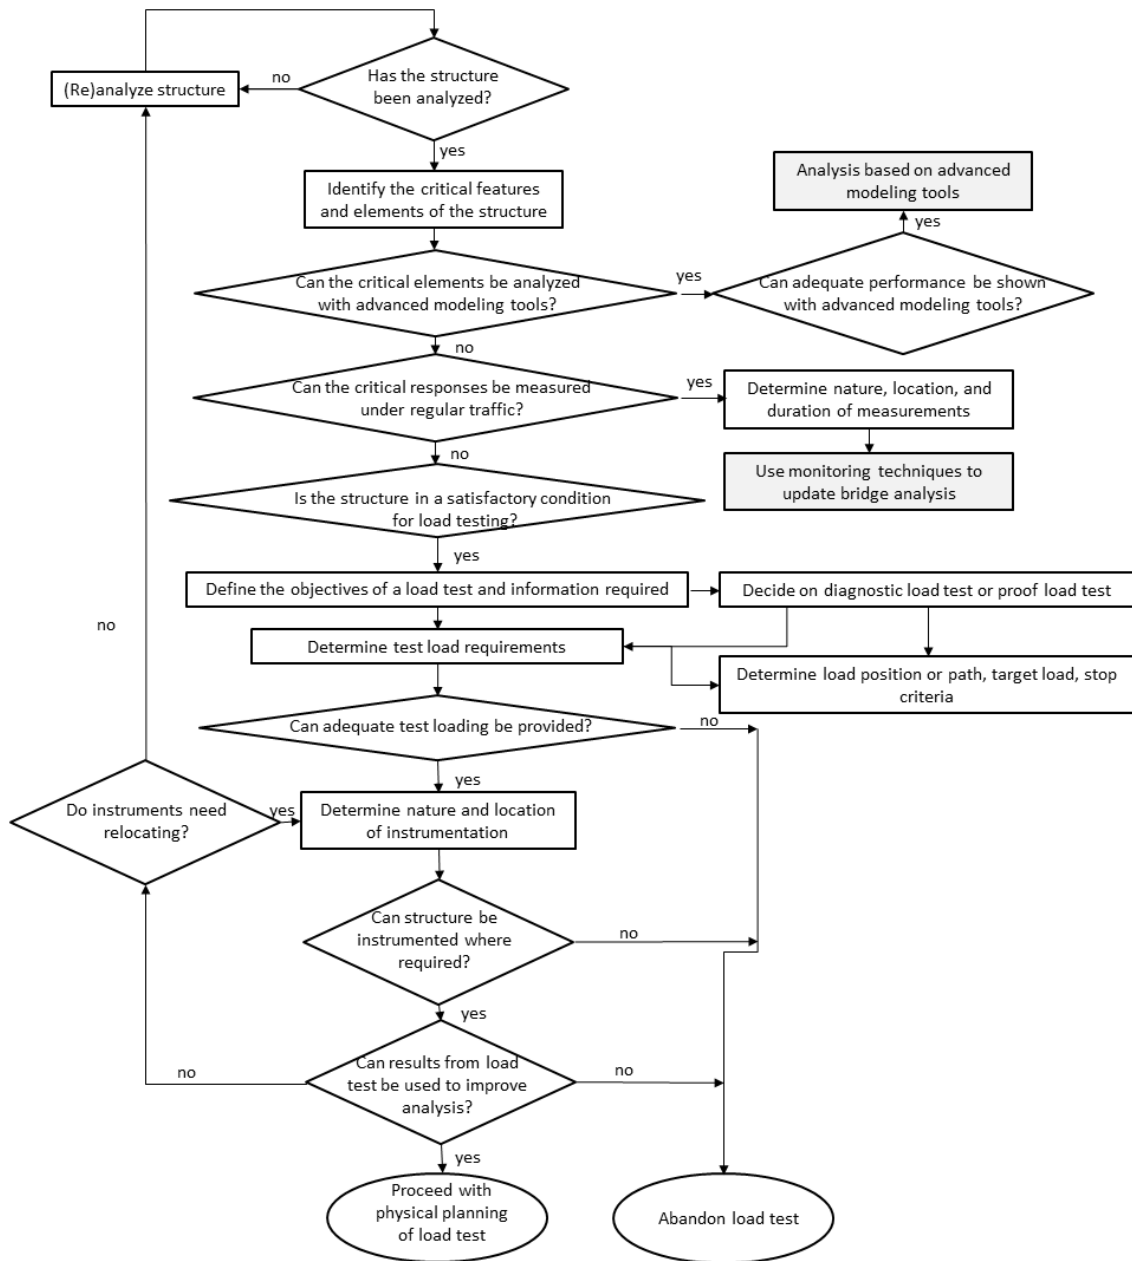 Has the structure
been analyzed?
no
(Re)analyze structure
yes
Identify the critical features
and elements of the structure
Analysis based on advanced
modeling tools
yes
Can the critical elements be analyzed
with advanced modeling tools?
yes
Can adequate performance be shown
with advanced modeling tools?
no
Can the critical responses be measured
under regular traffic?
yes
Determine nature, location, and
duration of measurements
no
Use monitoring techniques to
update bridge analysis
Is the structure in a satisfactory condition
for load testing?
yes
Define the objectives of a load test and information required
Decide on diagnostic load test or proof load test
no
Determine test load requirements
Determine load position or path, target load, stop
criteria
Can adequate test loading be provided?
no
yes
Do instruments need
relocating?
yes
Determine nature and location
of instrumentation
Can structure be
instrumented where
required?
no
yes
Can results from load
test be used to improve
analysis?
no
no
yes
Proceed with
physical planning
of load test
Abandon load test